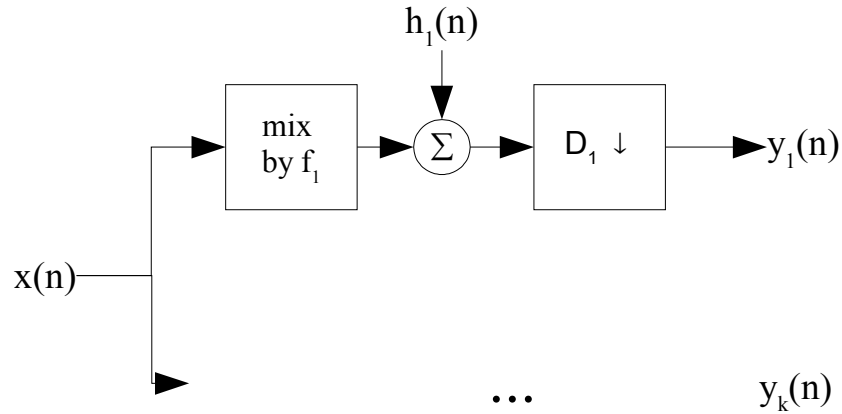 h₁(n)
mix
by f₁
Σ
D₁ ↓
y₁(n)
x(n)
...
yₖ(n)